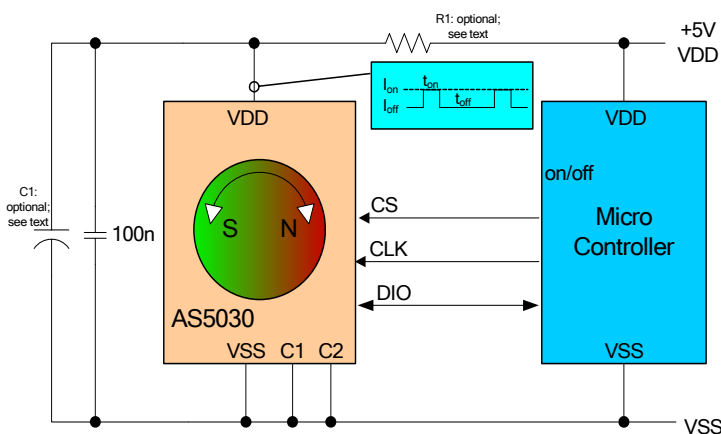 R1: optional;
see text
+5V
VDD
Ion
ton
Ioff
toff
VDD
VDD
on/off
C1:
optional;
see text
100n
S
N
CS
Micro
Controller
CLK
DIO
AS5030
VSS C1 C2
VSS
VSS